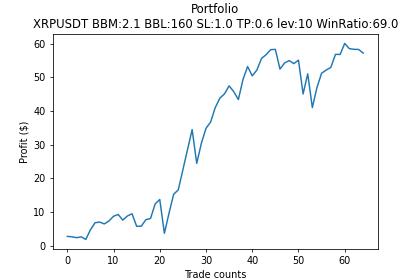 Portfolio
XRPUSDT BBM:2.1 BBL:160 SL:1.0 TP:0.6 lev:10 WinRatio:69.0
60
50
40
30
20
10
0
Profit ($)
0 10 20 30 40 50 60
Trade counts